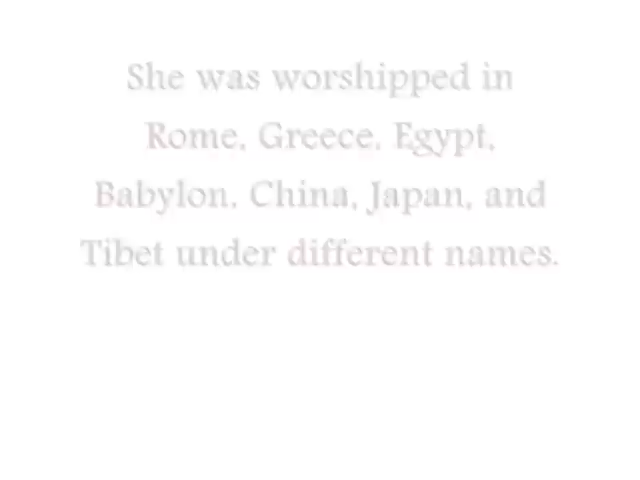 She was worshipped in
Rome, Greece, Egypt,
Babylon, China, Japan, and
Tibet under different names.